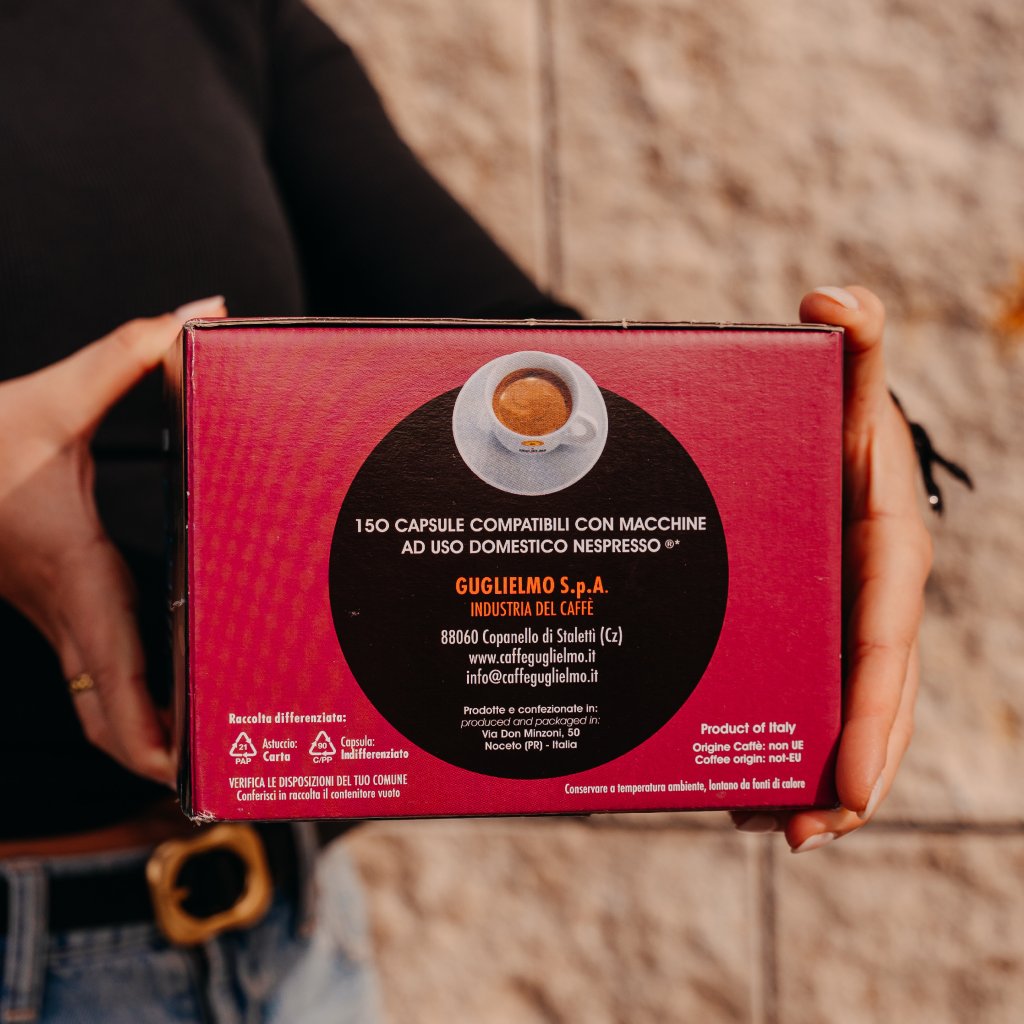 150 CAPSULE COMPATIBILI CON MACCHINE
AD USO DOMESTICO NESPRESSO ®*
GUGLIELMO S.p.A.
INDUSTRIA DEL CAFFÈ
88060 Copanello di Stalettì (Cz)
www.caffeguglielmo.it
info@caffeguglielmo.it
Prodotte e confezionate in:
produced and packaged in:
Via Don Minzoni, 50
Noceto (PR) - Italia
Raccolta differenziata:
21
PAP
Astuccio:
Carta
90
C/PP
Capsula:
Indifferenziato
VERIFICA LE DISPOSIZIONI DEL TUO COMUNE
Conferisci in raccolta il contenitore vuoto
Product of Italy
Origine Caffè: non UE
Coffee origin: not-EU
Conservare a temperatura ambiente, lontano da fonti di calore